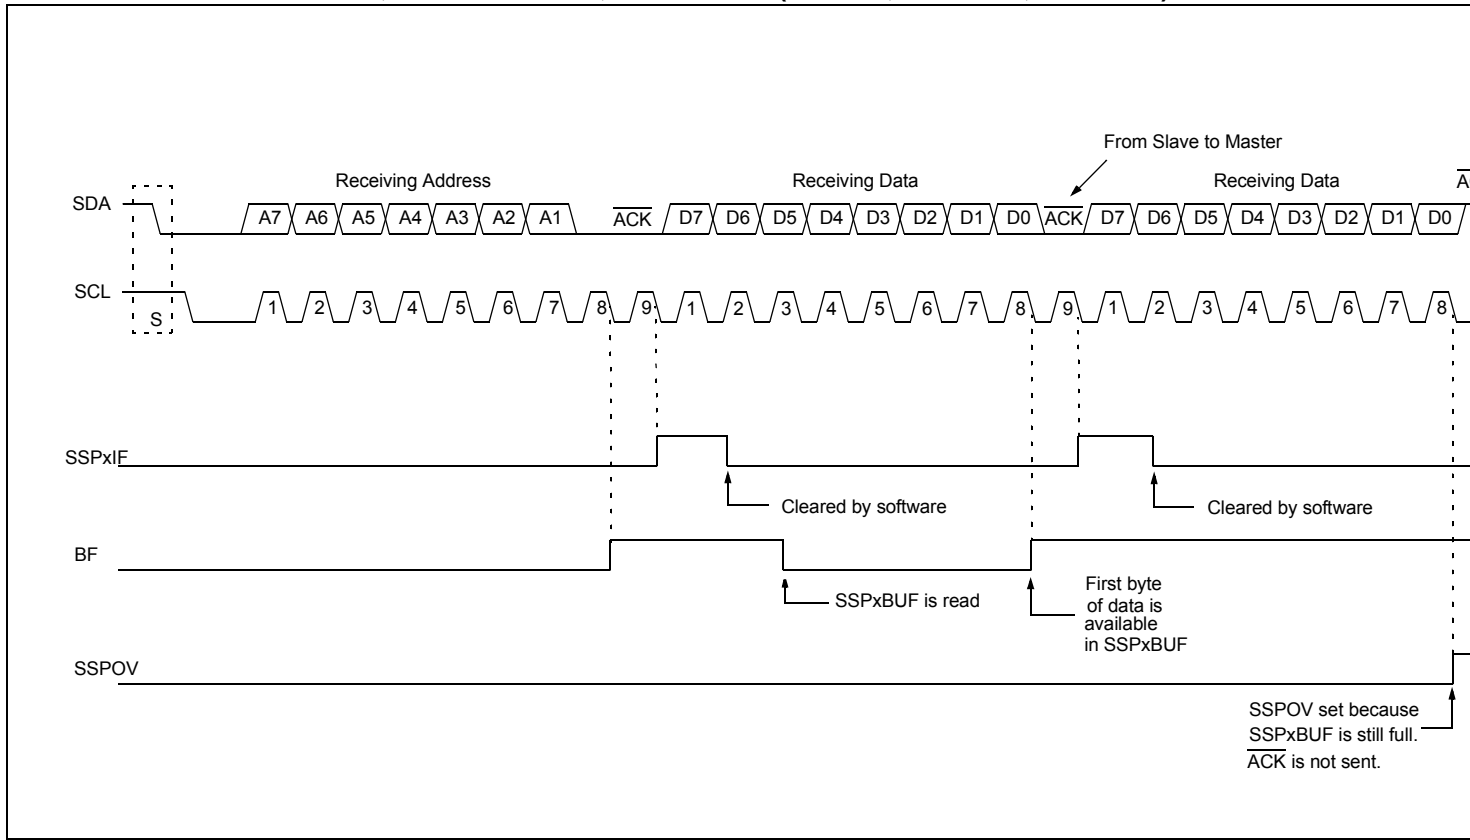 From Slave to Master
Receiving Address
Receiving Data
Receiving Data
SDA
A7 A6 A5 A4 A3 A2 A1 ACK D7 D6 D5 D4 D3 D2 D1 D0 ACK D7 D6 D5 D4 D3 D2 D1 D0
SCL
S
1 2 3 4 5 6 7 8 9 1 2 3 4 5 6 7 8 9 1 2 3 4 5 6 7 8
SSPxIF
Cleared by software
Cleared by software
BF
SSPxBUF is read
First byte
of data is
available
in SSPxBUF
SSPOV
SSPOV set because
SSPxBUF is still full.
ACK is not sent.